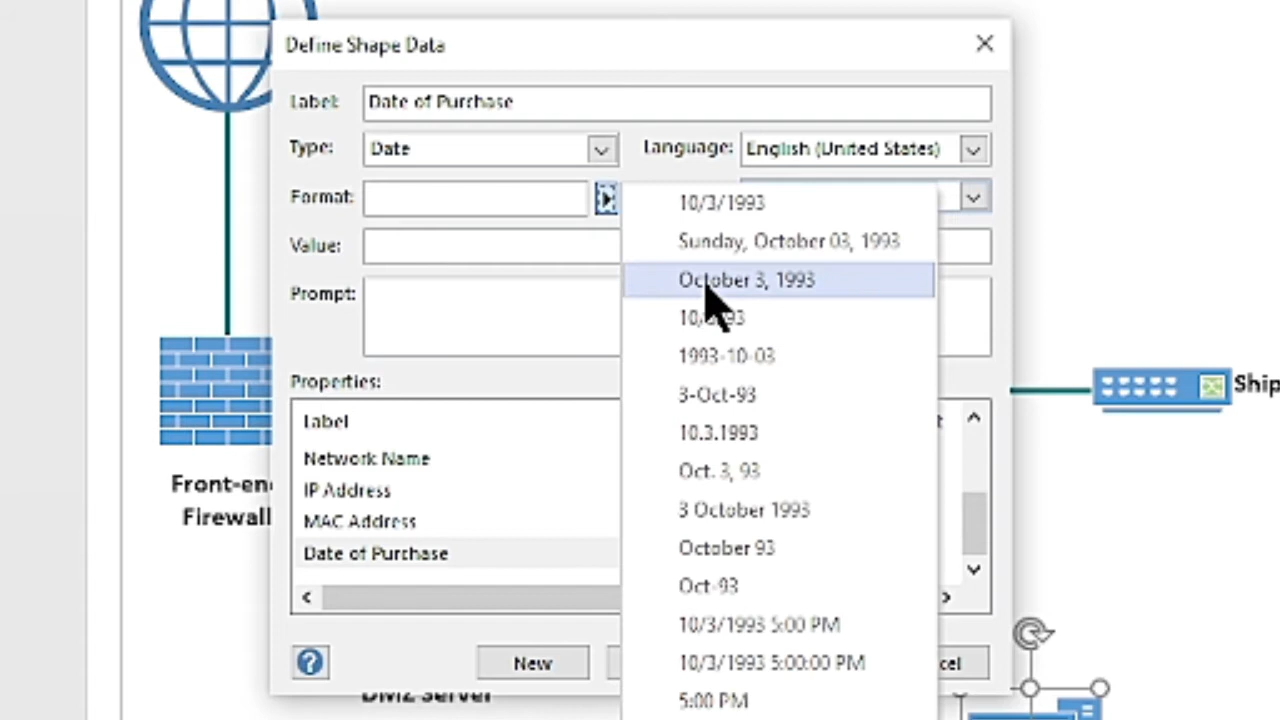 Define Shape Data
Label: Date of Purchase
Type: Date Language: English (United States)
Format:
Value:
Prompt:
10/3/1993
Sunday, October 03, 1993
October 3, 1993
1993-10-03
3-Oct-93
10.3.1993
Oct. 3, 93
3 October 1993
October 93
Oct-93
10/3/1993 5:00 PM
10/3/1993 5:00:00 PM
5:00 PM
Properties:
Label
Network Name
IP Address
MAC Address
Date of Purchase
New
cel
Front-en
Firewall
Ship
DMZ Server